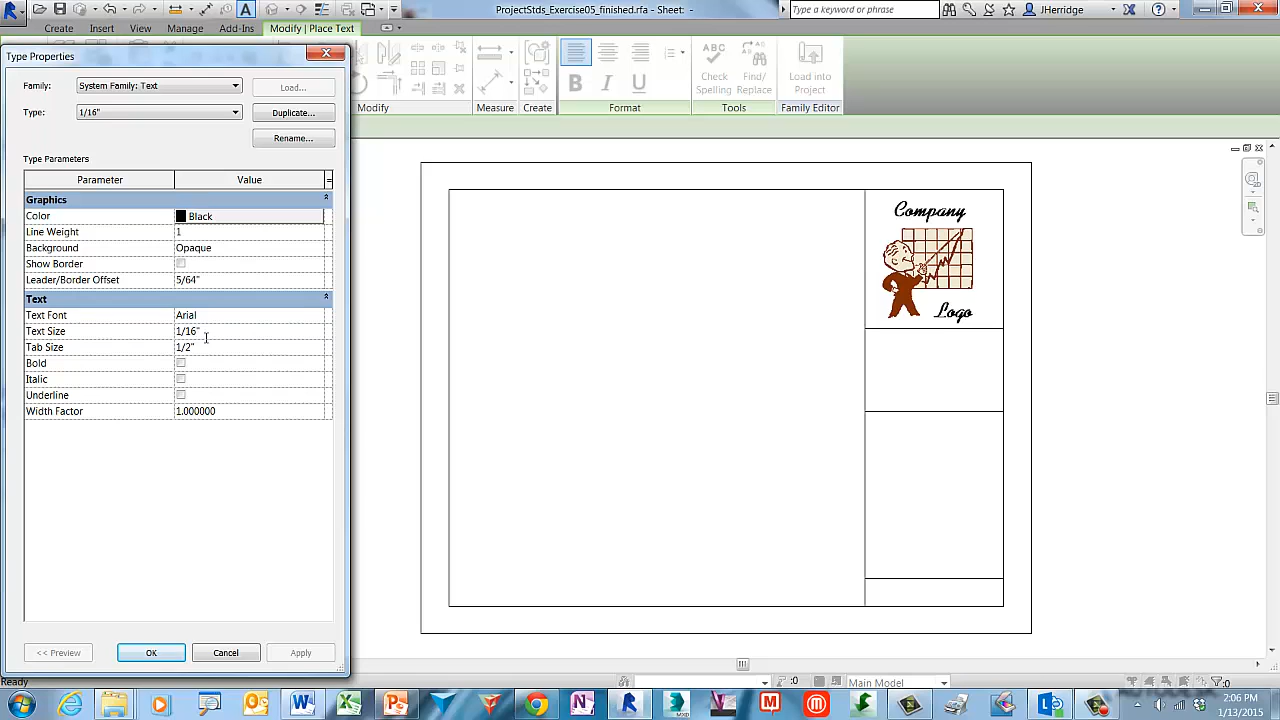 ProjectStds_Exercise05_finished.rfa - Sheet: -
Type a keyword or phrase
JHerridge
Create Insert View Manage Add-Ins Modify | Place Text
Type Properties
Family: System Family: Text Load...
Type: 1/16" Duplicate...
Rename...
Check Spelling
Find/ Replace
Load into Project
Modify Measure Create Format Tools Family Editor
Type Parameters
Parameter Value
Graphics
Color Black
Line Weight 1
Background Opaque
Show Border
Leader/Border Offset 5/64"
Text
Text Font Arial
Text Size 1/16"
Tab Size 1/2"
Bold
Italic
Underline
Width Factor 1.000000
Company
Logo
<< Preview OK Cancel Apply
Ready
:0 Main Model :0
2:06 PM
1/13/2015